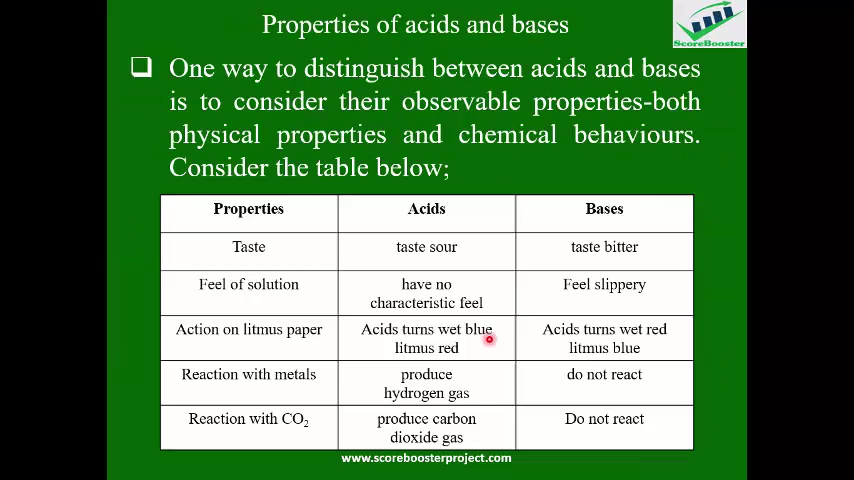 Properties of acids and bases
ScoreBooster
❑ One way to distinguish between acids and bases
is to consider their observable properties-both
physical properties and chemical behaviours.
Consider the table below;
Properties Acids Bases
Taste taste sour taste bitter
Feel of solution have no Feel slippery
characteristic feel
Action on litmus paper Acids turns wet blue Acids turns wet red
litmus red litmus blue
Reaction with metals produce do not react
hydrogen gas
Reaction with CO₂ produce carbon Do not react
dioxide gas
www.scoreboosterproject.com